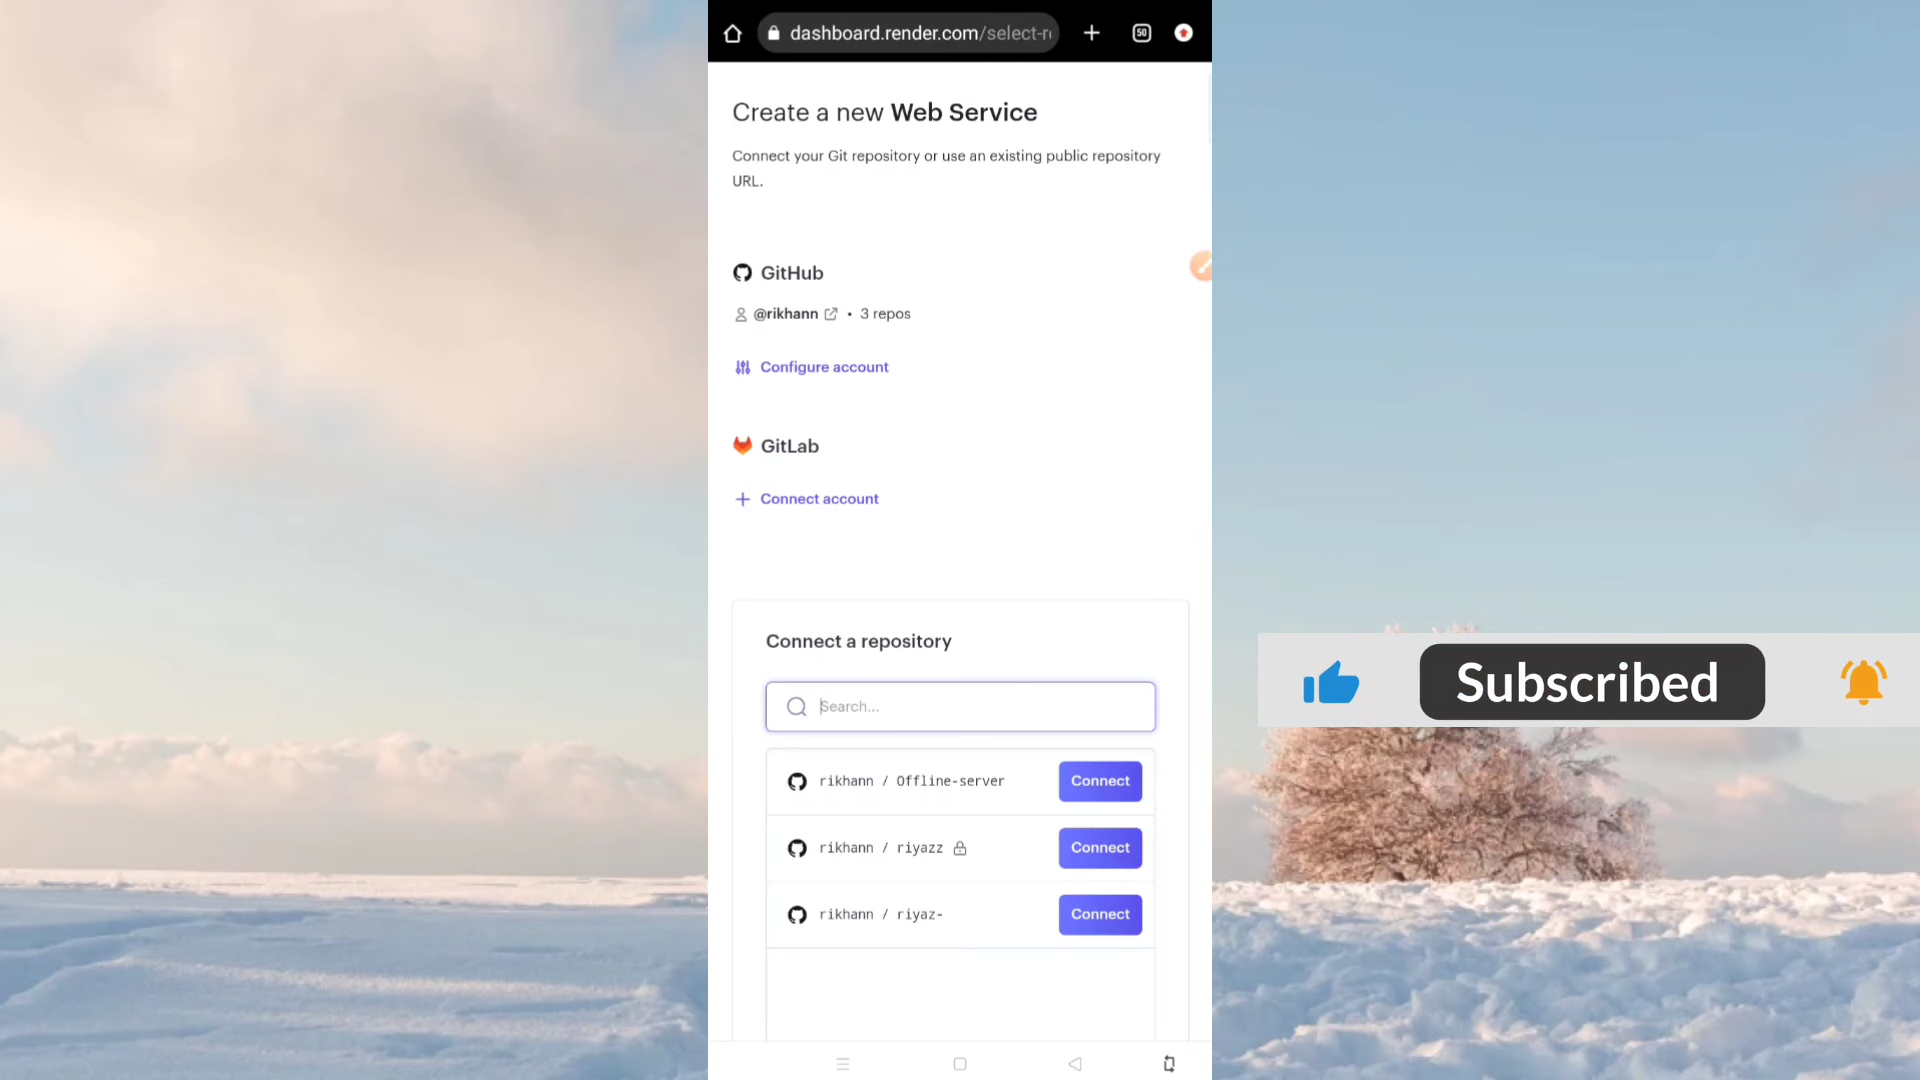 dashboard.render.com/select-r
50
Create a new Web Service
Connect your Git repository or use an existing public repository
URL.
GitHub
@rikhann • 3 repos
Configure account
GitLab
Connect account
Connect a repository
Search...
rikhann / Offline-server Connect
rikhann / riyazz Connect
rikhann / riyaz- Connect
Subscribed